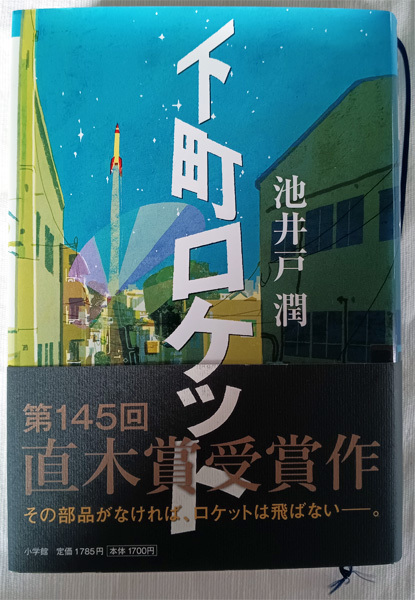 下町ロケット
池井戸 潤
第145回
直木賞受賞作
その部品がなければ、ロケットは飛ばない──。
小学館 定価 1785円 本体 1700円